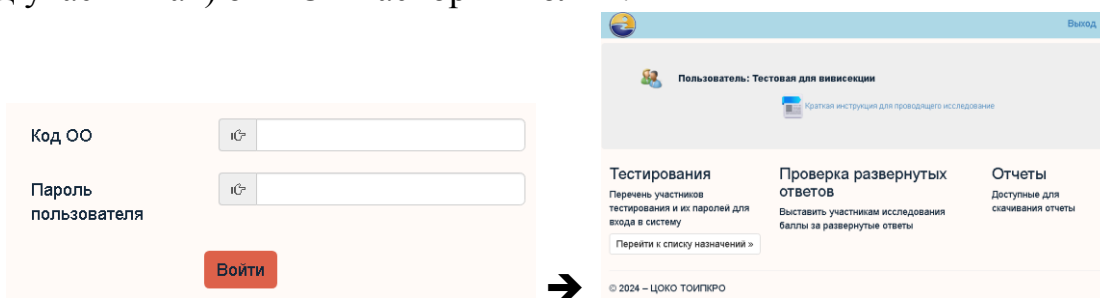 Код ОО
Пароль
пользователя
Войти
Выход
Пользователь: Тестовая для вивисекции
Краткая инструкция для проводящего исследование
Тестирования
Перечень участников
тестирования и их паролей для
входа в систему
Перейти к списку назначений »
Проверка развернутых
ответов
Выставить участникам исследования
баллы за развернутые ответы
Отчеты
Доступные для
скачивания отчеты
© 2024 – ЦОКО ТОИПКРО